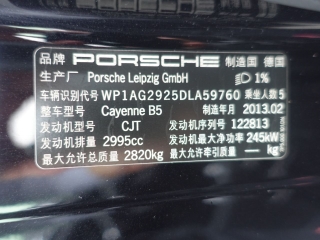 品牌 PORSCHE 制造国 德国
生产厂 Porsche Leipzig GmbH 1%
车辆识别代号 WP1AG2925DLA59760 乘坐人数 5
整车型号 Cayenne B5 制造年月 2013.02
发动机型号 CJT 发动机序列号 122813
发动机排量 2995cc 发动机最大净功率 245kW
最大允许总质量 2820kg 最大允许牵引质量 — kg